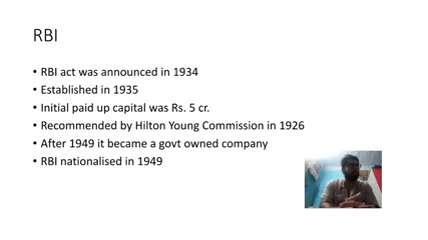 RBI
• RBI act was announced in 1934
• Established in 1935
• Initial paid up capital was Rs. 5 cr.
• Recommended by Hilton Young Commission in 1926
• After 1949 it became a govt owned company
• RBI nationalised in 1949